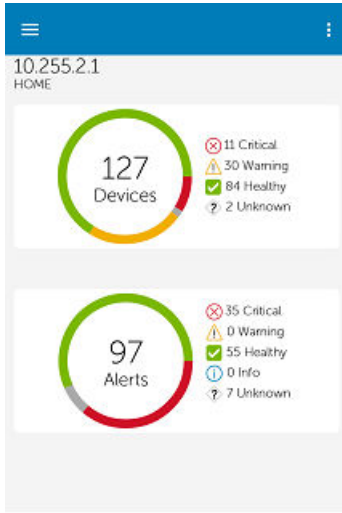 10.255.2.1
HOME
127
Devices
11 Critical
30 Warning
84 Healthy
2 Unknown
97
Alerts
35 Critical
0 Warning
55 Healthy
0 Info
7 Unknown